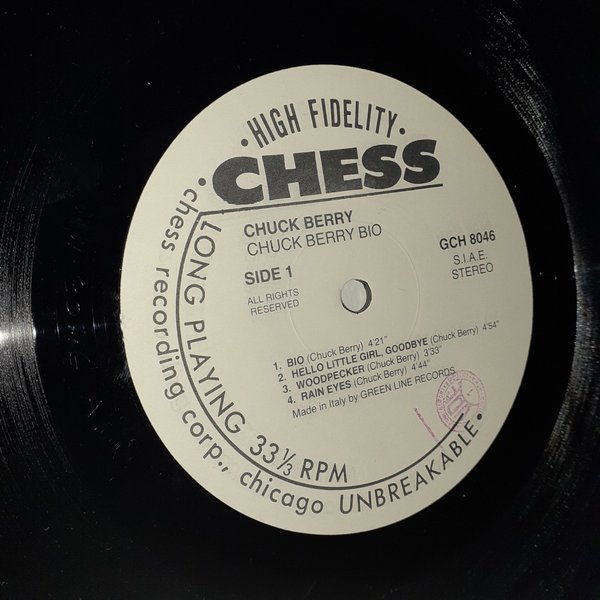 • HIGH FIDELITY •
CHESS
CHUCK BERRY
CHUCK BERRY BIO
SIDE 1
GCH 8046
S.I.A.E.
STEREO
ALL RIGHTS
RESERVED
1. BIO (Chuck Berry) 4'21"
2. HELLO LITTLE GIRL, GOODBYE (Chuck Berry) 4'54"
3. WOODPECKER (Chuck Berry) 3'33"
4. RAIN EYES (Chuck Berry) 4'44"
Made in Italy by GREEN LINE RECORDS
LONG PLAYING 33 1/3 RPM
• chess recording corp., chicago UNBREAKABLE •